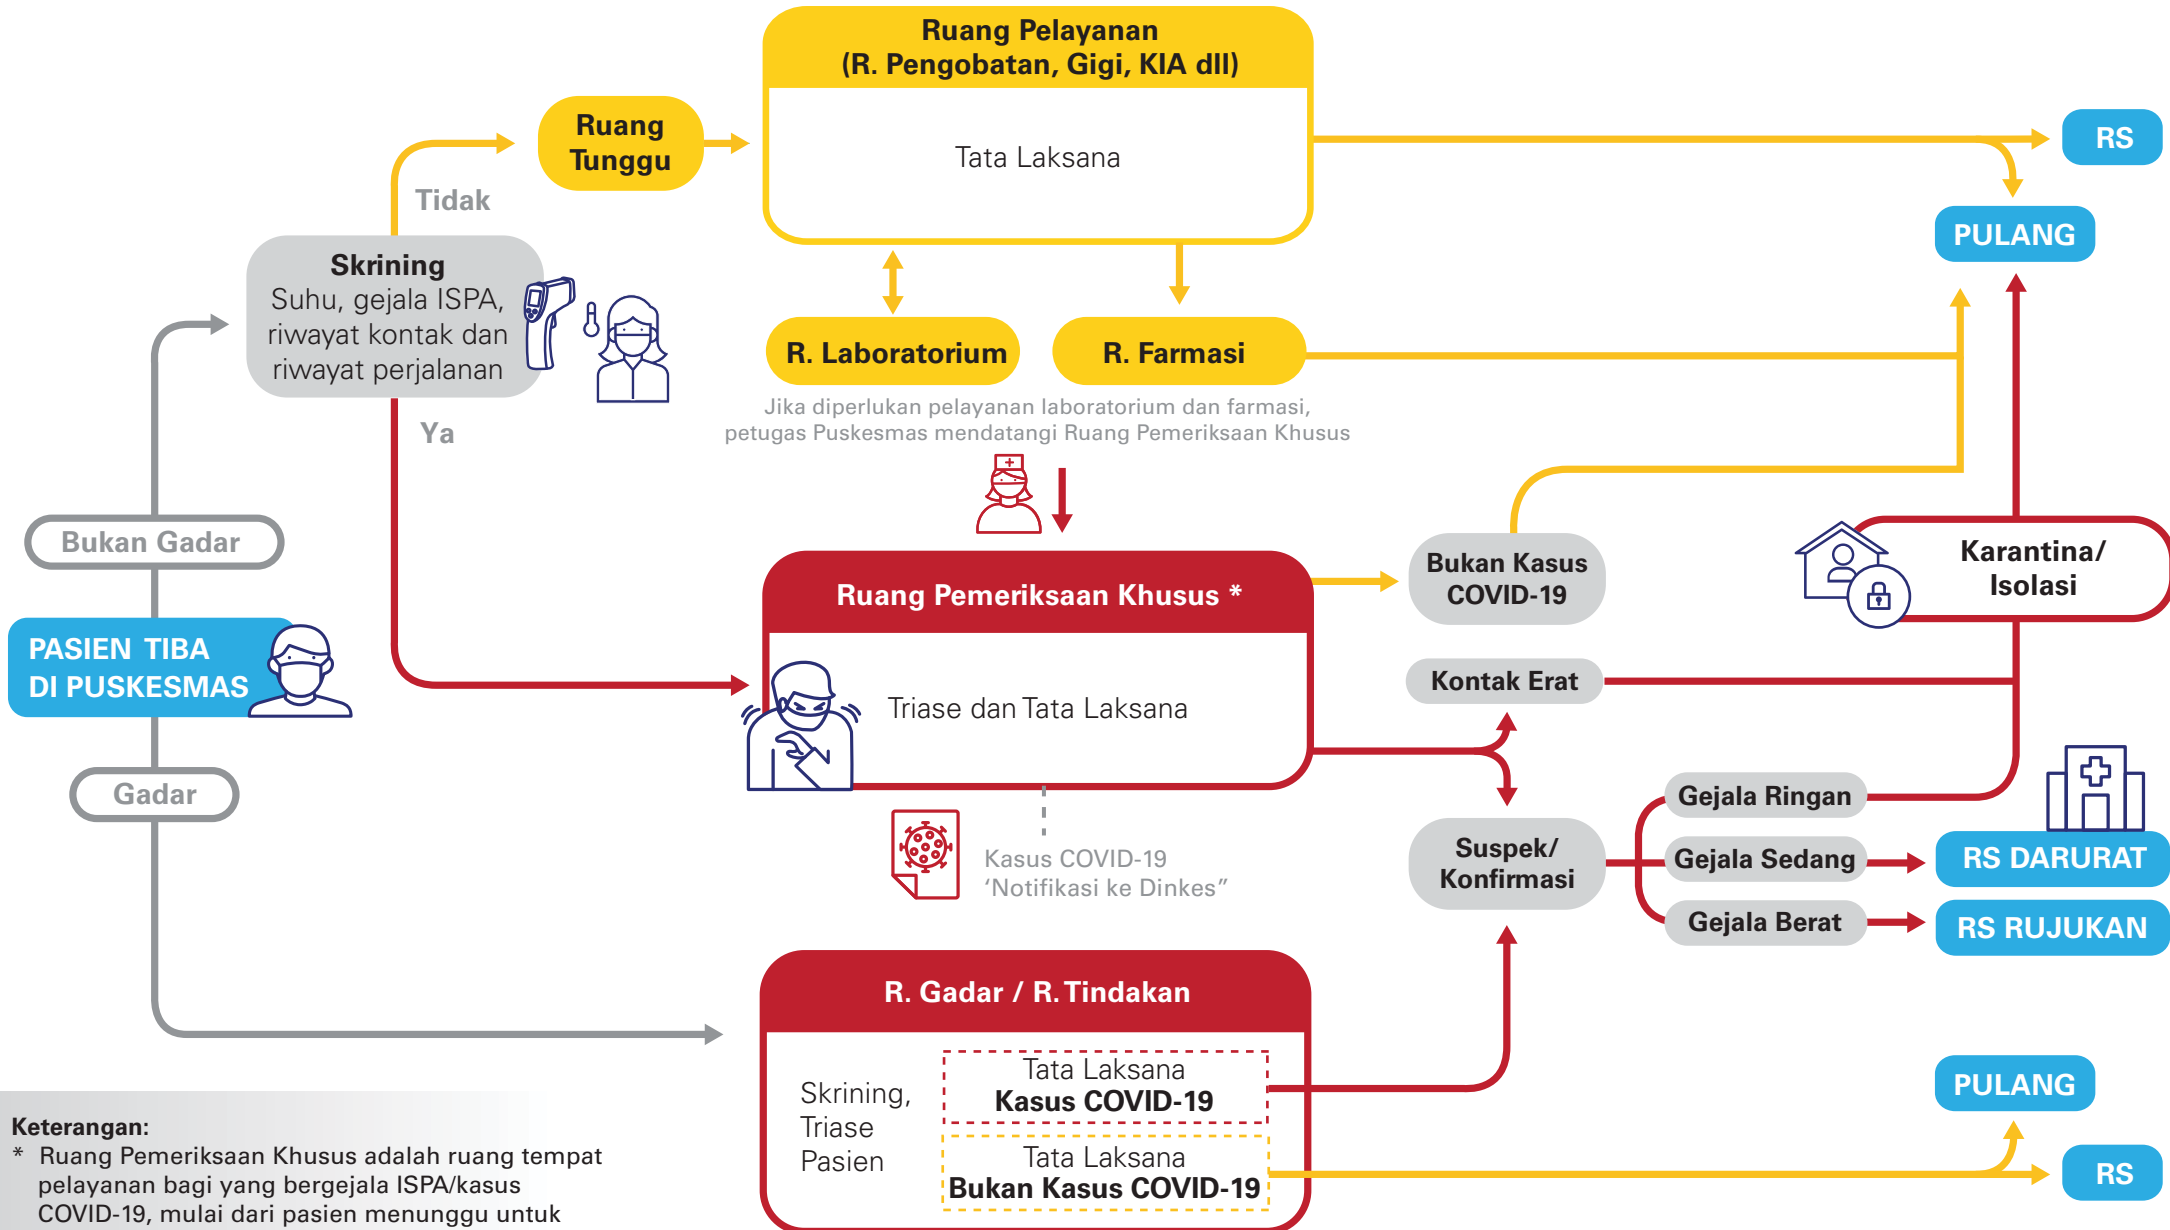 Ruang Pelayanan
(R. Pengobatan, Gigi, KIA dll)
Tata Laksana
Ruang
Tunggu
RS
PULANG
Tidak
Skrining
Suhu, gejala ISPA,
riwayat kontak dan
riwayat perjalanan
Ya
R. Laboratorium
R. Farmasi
Jika diperlukan pelayanan laboratorium dan farmasi,
petugas Puskesmas mendatangi Ruang Pemeriksaan Khusus
Bukan Gadar
PASIEN TIBA
DI PUSKESMAS
Gadar
Ruang Pemeriksaan Khusus *
Triase dan Tata Laksana
Kasus COVID-19
‘Notifikasi ke Dinkes”
Bukan Kasus
COVID-19
Kontak Erat
Suspek/
Konfirmasi
Karantina/
Isolasi
Gejala Ringan
Gejala Sedang
Gejala Berat
RS DARURAT
RS RUJUKAN
R. Gadar / R. Tindakan
Skrining,
Triase
Pasien
Tata Laksana
Kasus COVID-19
Tata Laksana
Bukan Kasus COVID-19
PULANG
RS
Keterangan:
* Ruang Pemeriksaan Khusus adalah ruang tempat
pelayanan bagi yang bergejala ISPA/kasus
COVID-19, mulai dari pasien menunggu untuk